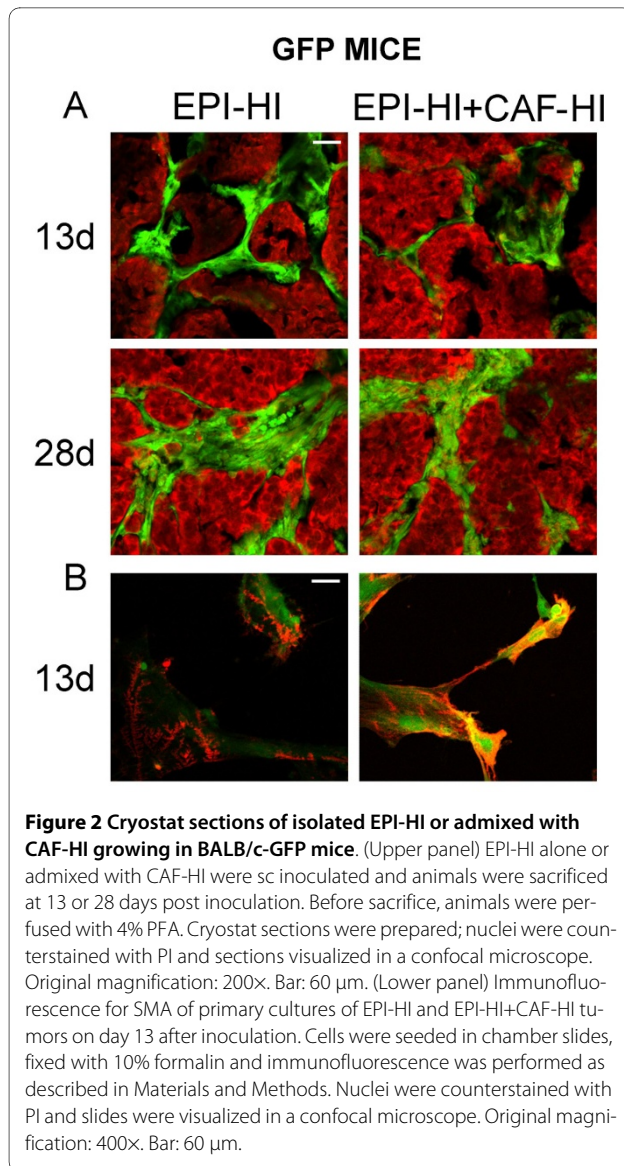 GFP MICE
A EPI-HI EPI-HI+CAF-HI
13d
28d
B
13d
Figure 2 Cryostat sections of isolated EPI-HI or admixed with
CAF-HI growing in BALB/c-GFP mice. (Upper panel) EPI-HI alone or
admixed with CAF-HI were sc inoculated and animals were sacrificed
at 13 or 28 days post inoculation. Before sacrifice, animals were per-
fused with 4% PFA. Cryostat sections were prepared; nuclei were coun-
terstained with PI and sections visualized in a confocal microscope.
Original magnification: 200×. Bar: 60 μm. (Lower panel) Immunofluo-
rescence for SMA of primary cultures of EPI-HI and EPI-HI+CAF-HI tu-
mors on day 13 after inoculation. Cells were seeded in chamber slides,
fixed with 10% formalin and immunofluorescence was performed as
described in Materials and Methods. Nuclei were counterstained with
PI and slides were visualized in a confocal microscope. Original magni-
fication: 400×. Bar: 60 μm.